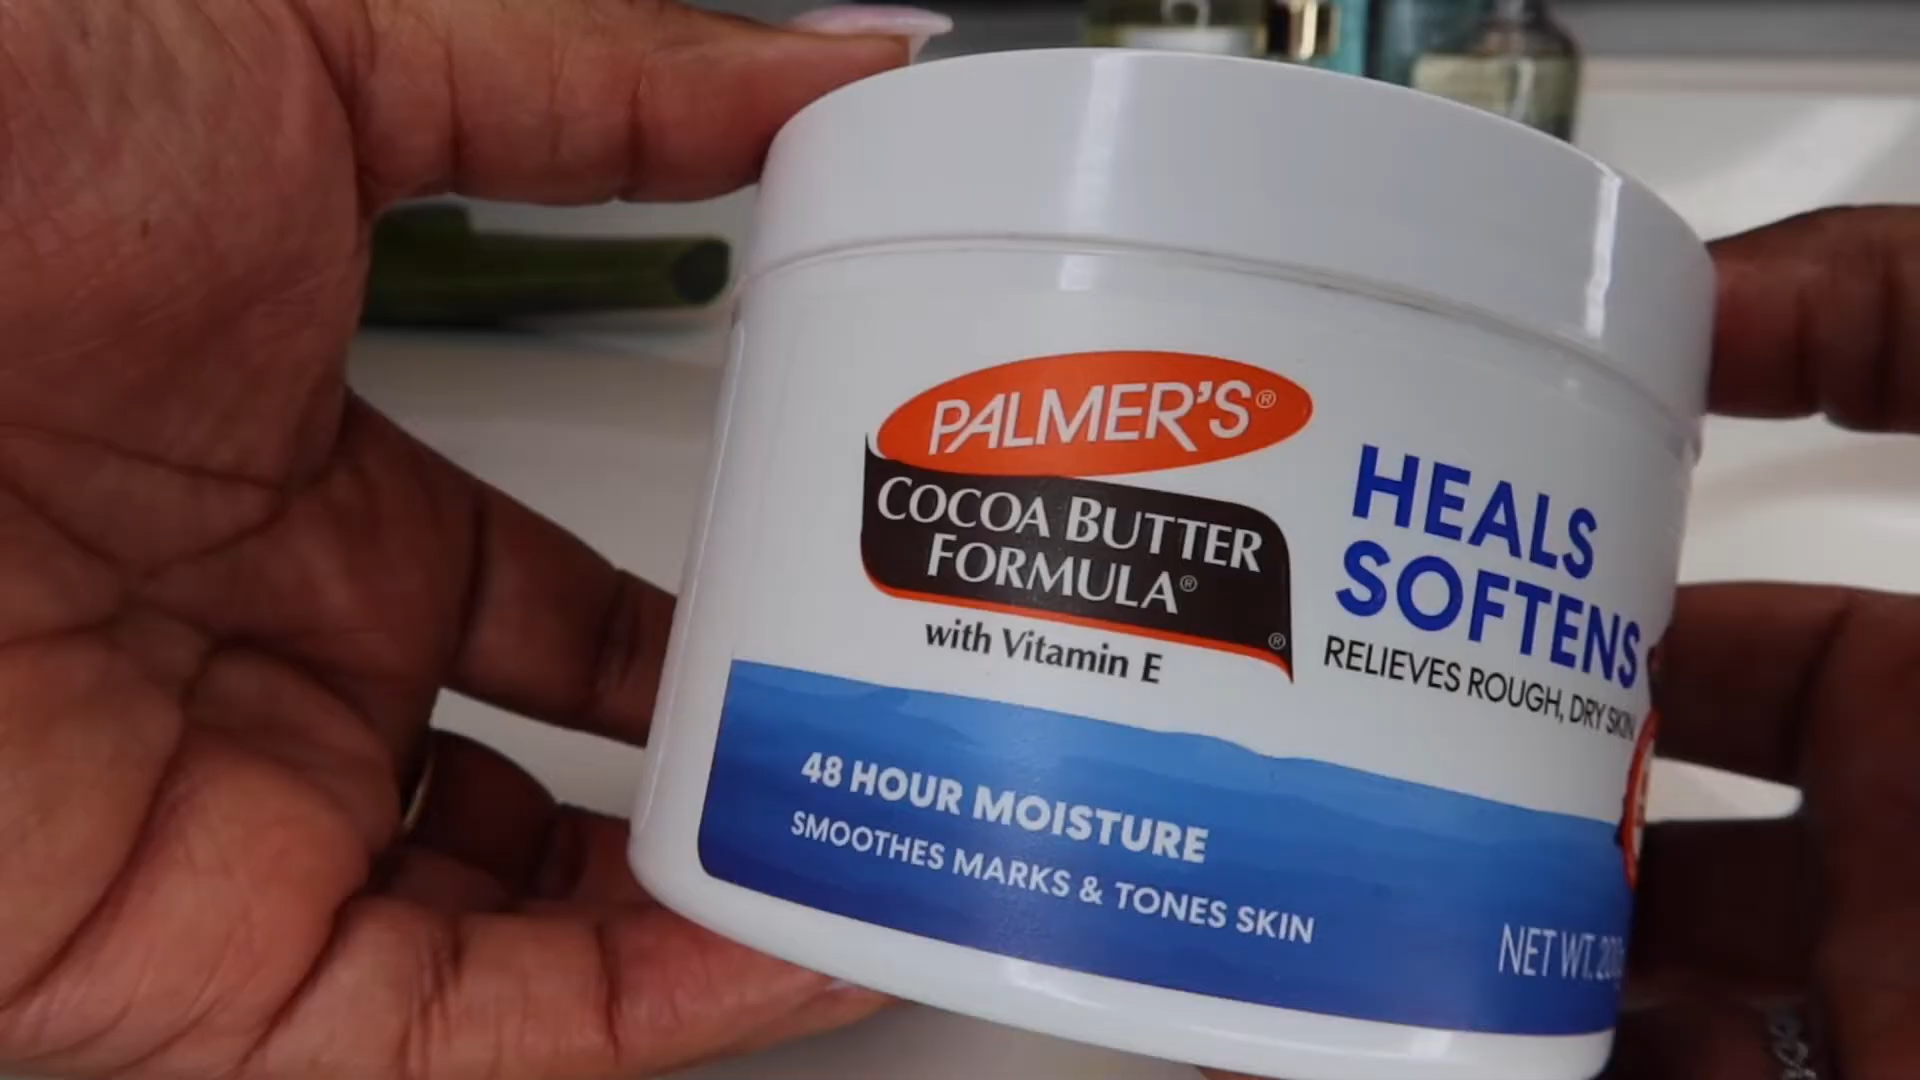 PALMER'S®
COCOA BUTTER
FORMULA®
®
with Vitamin E
HEALS
SOFTENS
RELIEVES ROUGH, DRY SKIN
48 HOUR MOISTURE
SMOOTHES MARKS & TONES SKIN
NET WT.